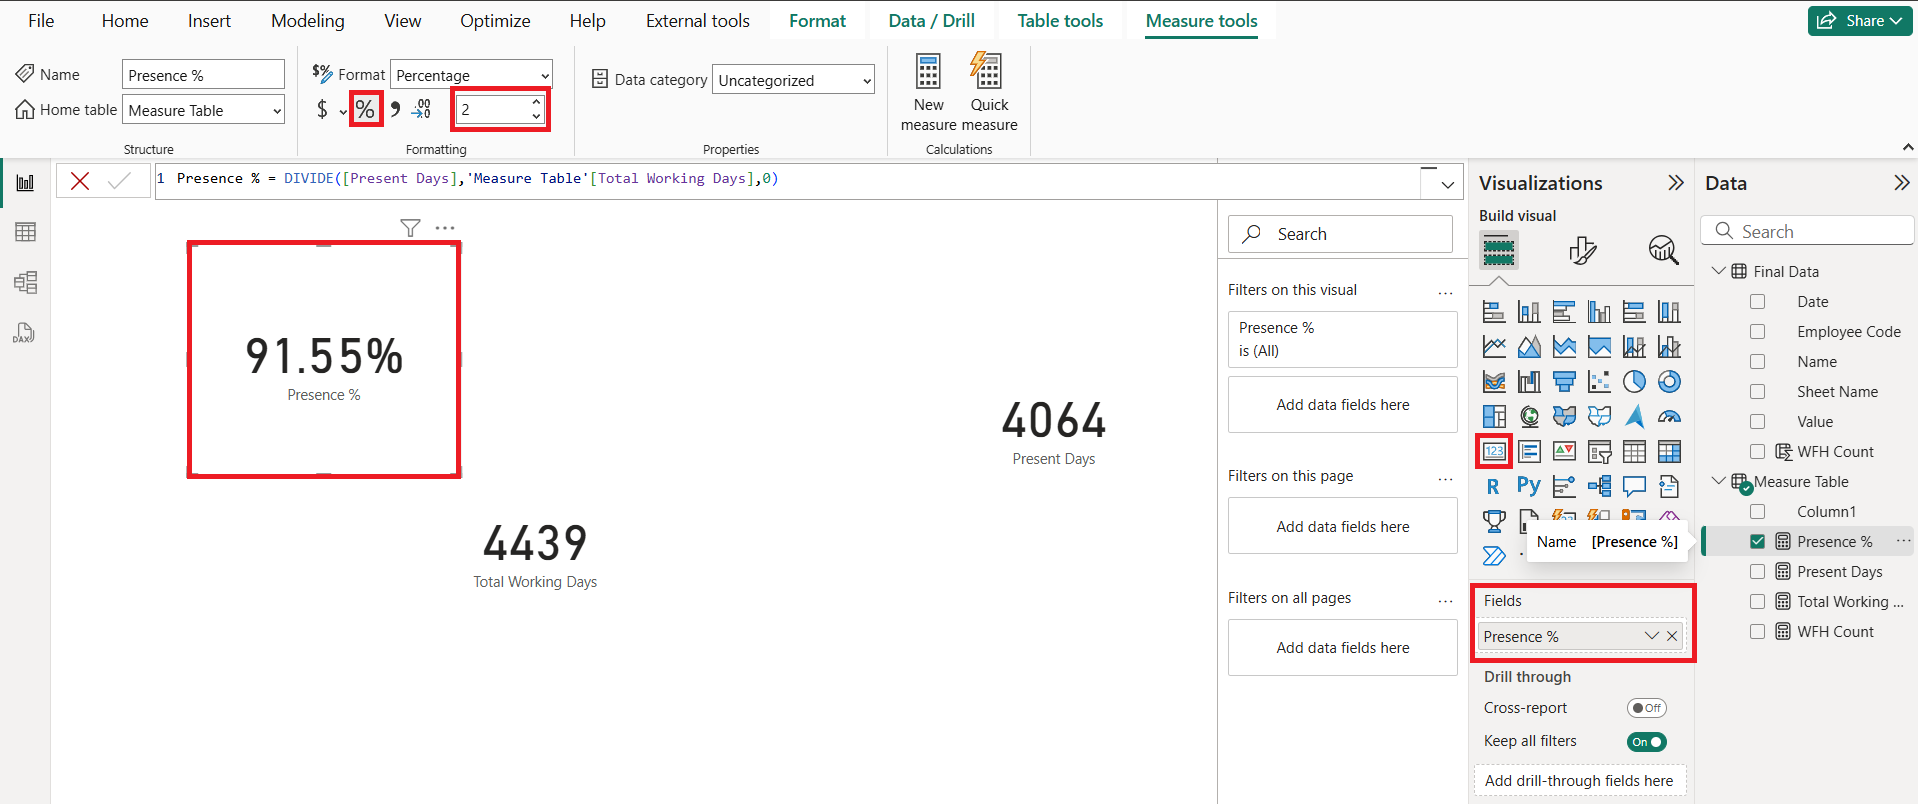 File Home Insert Modeling View Optimize Help External tools Format Data / Drill Table tools Measure tools Share
Name Presence %
Home table Measure Table
Structure
$% Format Percentage
$ % , .00 →.0 2
Formatting
Data category Uncategorized
Properties
New measure
Quick measure
Calculations
1 Presence % = DIVIDE([Present Days],'Measure Table'[Total Working Days],0)
91.55%
Presence %
4064
Present Days
4439
Total Working Days
DAX
Search
Filters on this visual ...
Presence %
is (All)
Add data fields here
Filters on this page ...
Add data fields here
Filters on all pages ...
Add data fields here
Visualizations
Build visual
123
R Py
Name [Presence %]
Fields
Presence %
Drill through
Cross-report Off
Keep all filters On
Add drill-through fields here
Data
Search
Final Data
Date
Employee Code
Name
Sheet Name
Value
WFH Count
Measure Table
Column1
Presence % ...
Present Days
Total Working ...
WFH Count